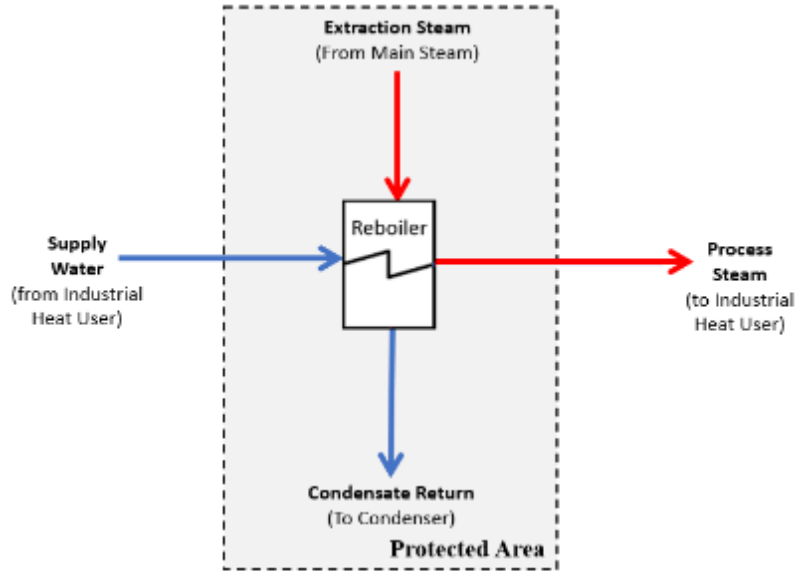 Extraction Steam
(From Main Steam)
Reboiler
Supply
Water
(from Industrial
Heat User)
Process
Steam
(to Industrial
Heat User)
Condensate Return
(To Condenser)
Protected Area